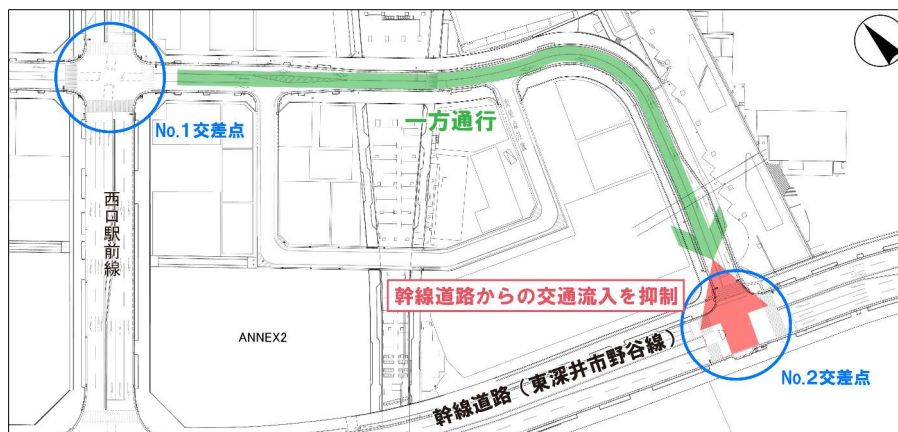 No.1交差点
一方通行
西口駅前線
幹線道路からの交通流入を抑制
ANNEX2
幹線道路（東深井市野谷線）
No.2交差点